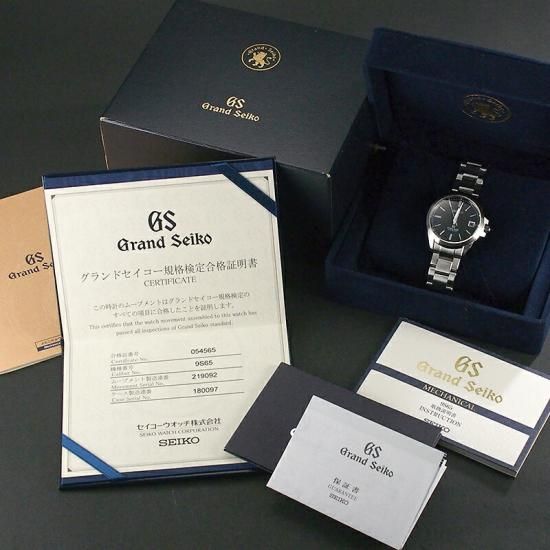 Grand Seiko
GS
Grand Seiko
GS
Grand Seiko
GS
Grand Seiko
グランドセイコー規格検定合格証明書
CERTIFICATE
この時計のムーブメントはグランドセイコー規格検定の
すべての項目に合格したことを証明します。
This certifies that the watch movement assembled to this watch has
passed all inspections of Grand Seiko standard.
合格証番号
Certificate No. 054565
機種番号
Caliber No. 9S65
ムーブメント製造番号
Movement Serial No. 219092
ケース製造番号
Case Serial No. 180097
セイコーウオッチ株式会社
SEIKO WATCH CORPORATION
SEIKO
GS
Grand Seiko
MECHANICAL
9S65
取扱説明書
INSTRUCTION
SEIKO
GS
Grand Seiko
保証書
GUARANTEE
SEIKO